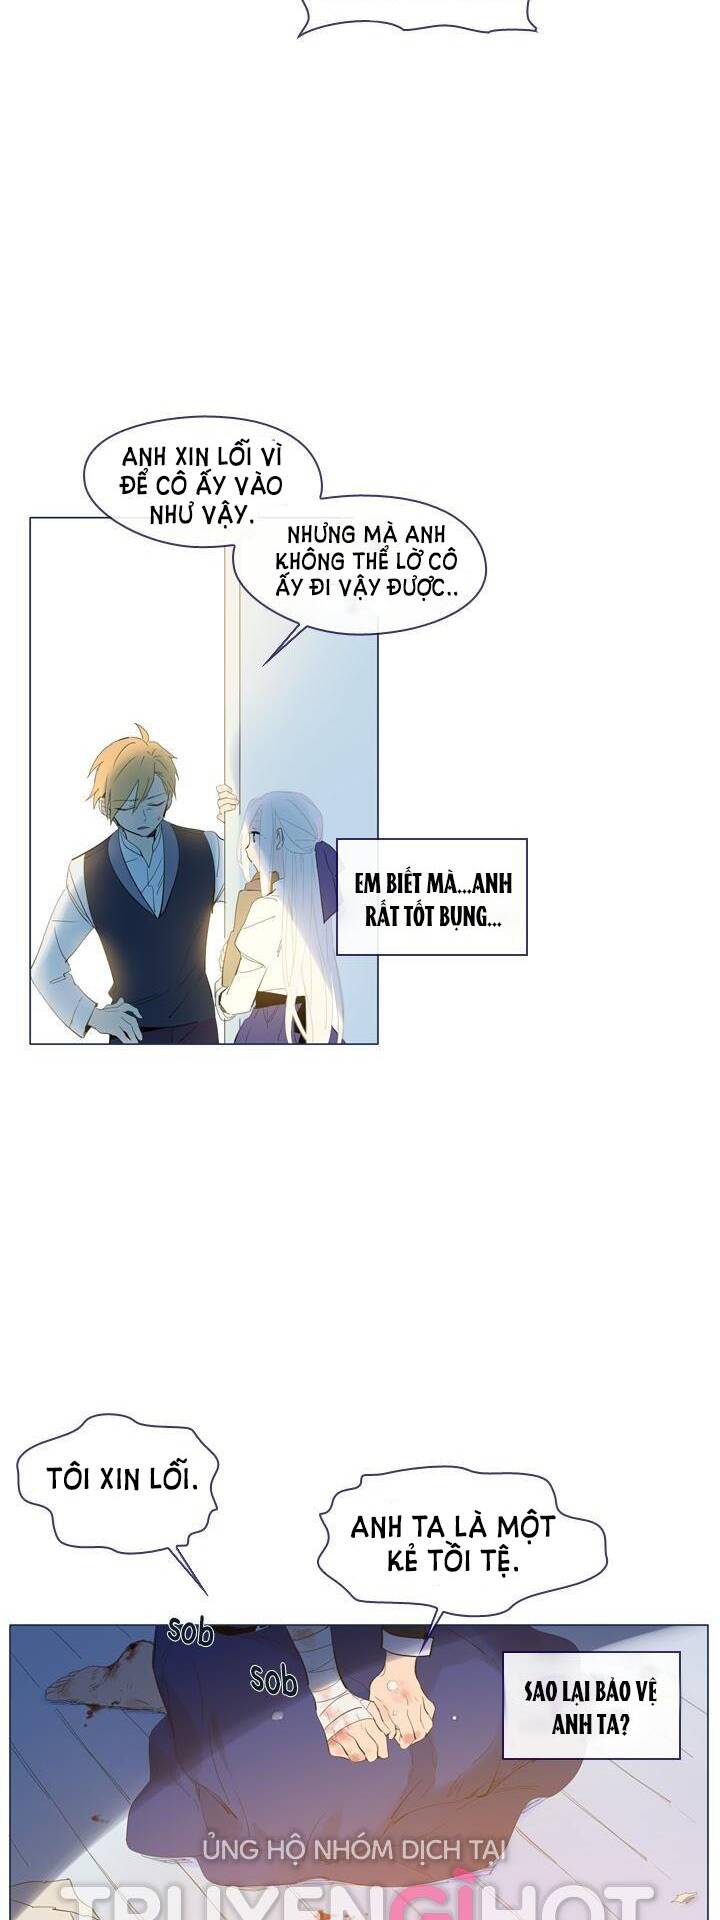 ANH XIN LỖI VÌ
ĐỂ CÔ ẤY VÀO
NHƯ VẬY.
NHƯNG MÀ ANH
KHÔNG THỂ LỜ CÔ
ẤY ĐI VẬY ĐƯỢC..
EM BIẾT MÀ...ANH
RẤT TỐT BỤNG...
TÔI XIN LỖI.
ANH TA LÀ MỘT
KẺ TỒI TỆ.
sob
sob
SAO LẠI BẢO VỆ
ANH TA?
ỦNG HỘ NHÓM DỊCH TẠI
TRUYENGIHOT